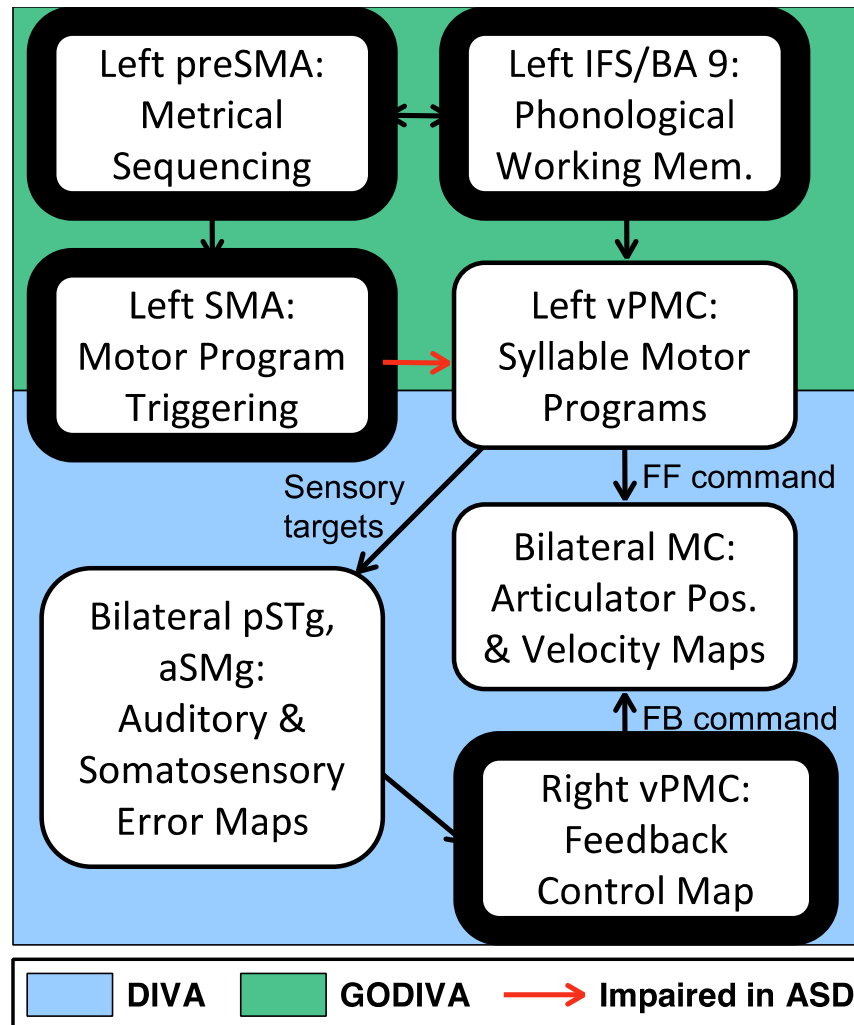 Left preSMA:
Metrical
Sequencing
Left IFS/BA 9:
Phonological
Working Mem.
Left SMA:
Motor Program
Triggering
Left vPMC:
Syllable Motor
Programs
Sensory
targets
FF command
Bilateral MC:
Articulator Pos.
& Velocity Maps
Bilateral pSTg,
aSMg:
Auditory &
Somatosensory
Error Maps
FB command
Right vPMC:
Feedback
Control Map
DIVA
GODIVA
Impaired in ASD